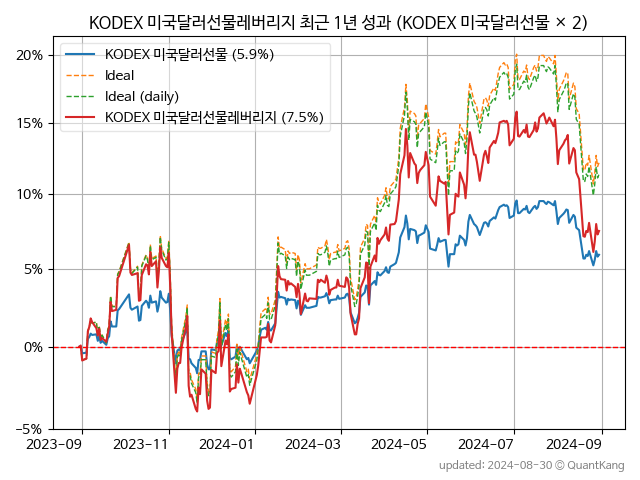 KODEX 미국달러선물레버리지 최근 1년 성과 (KODEX 미국달러선물 × 2)
KODEX 미국달러선물 (5.9%)
Ideal
Ideal (daily)
KODEX 미국달러선물레버리지 (7.5%)
20%
15%
10%
5%
0%
−5%
2023-09
2023-11
2024-01
2024-03
2024-05
2024-07
2024-09
updated: 2024-08-30 © QuantKang